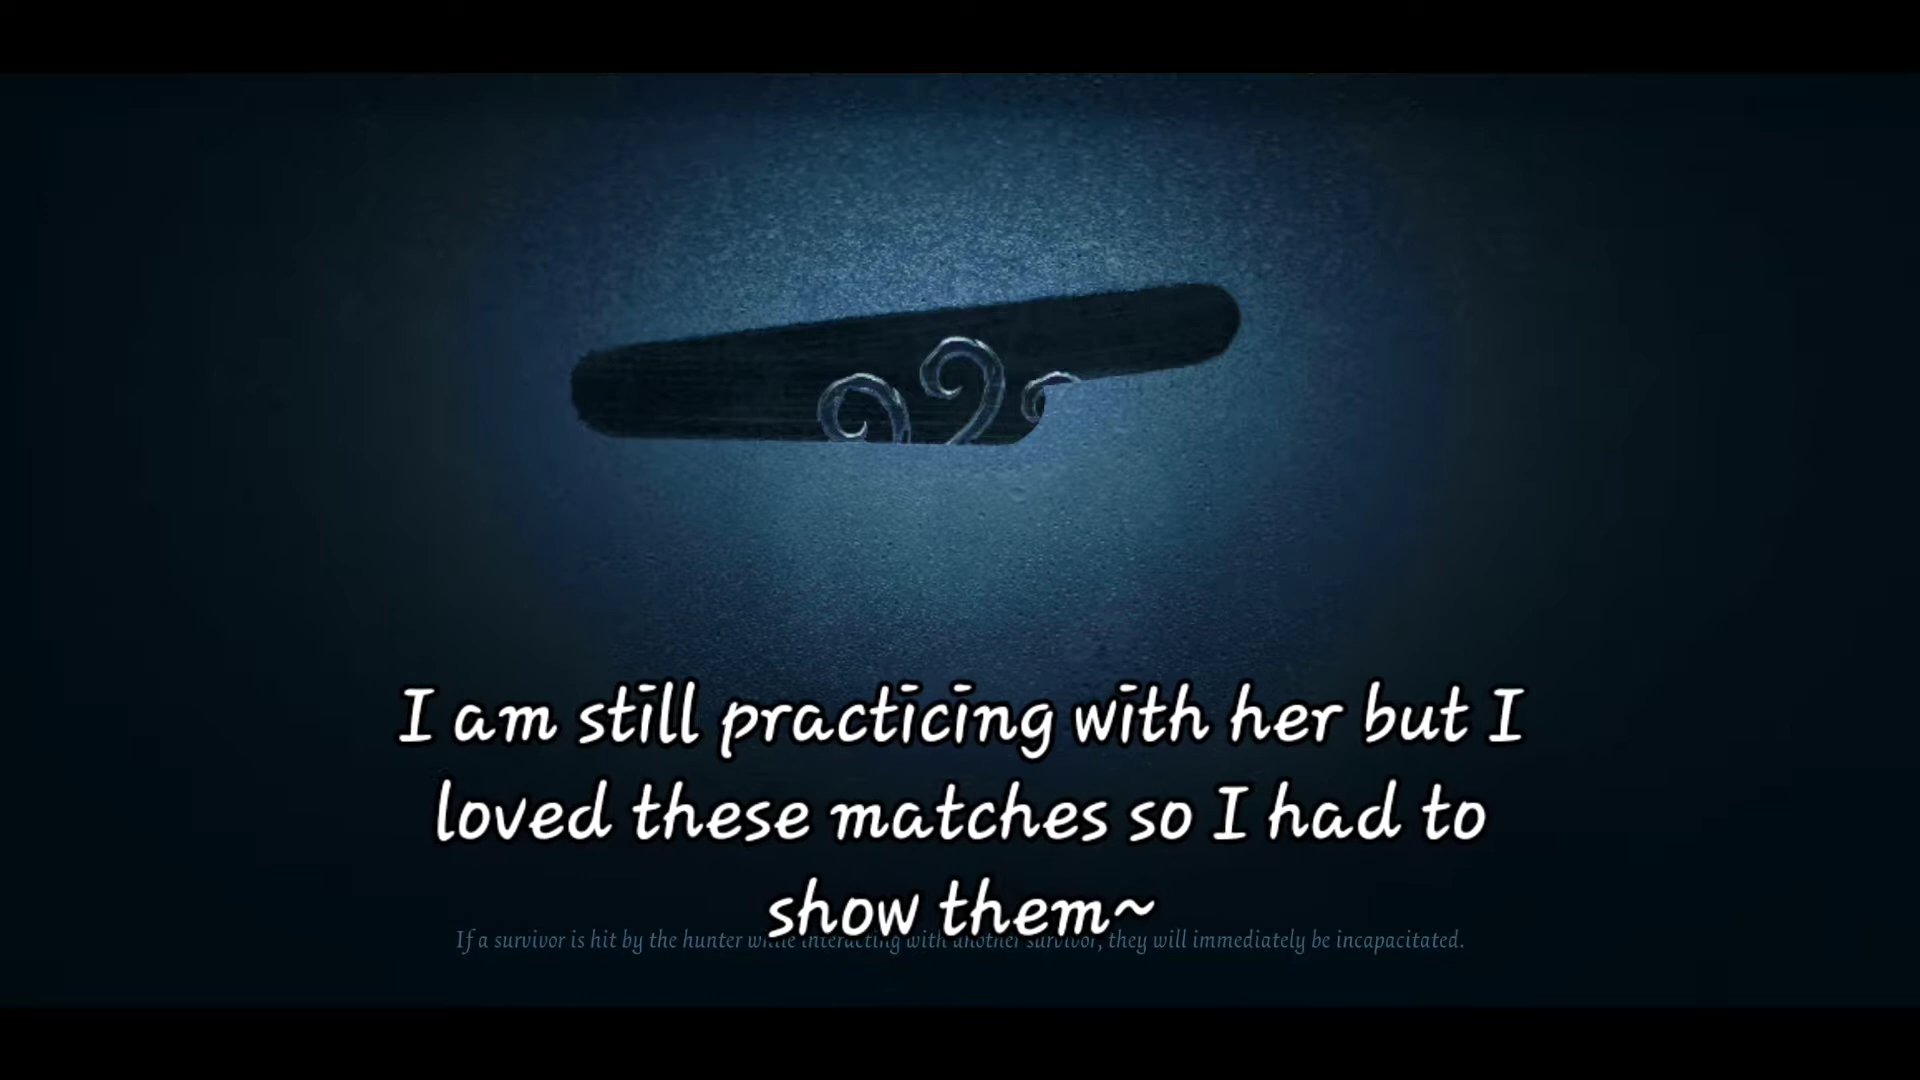 I am still practicing with her but I
loved these matches so I had to
show them~
If a survivor is hit by the hunter while interacting with another survivor, they will immediately be incapacitated.